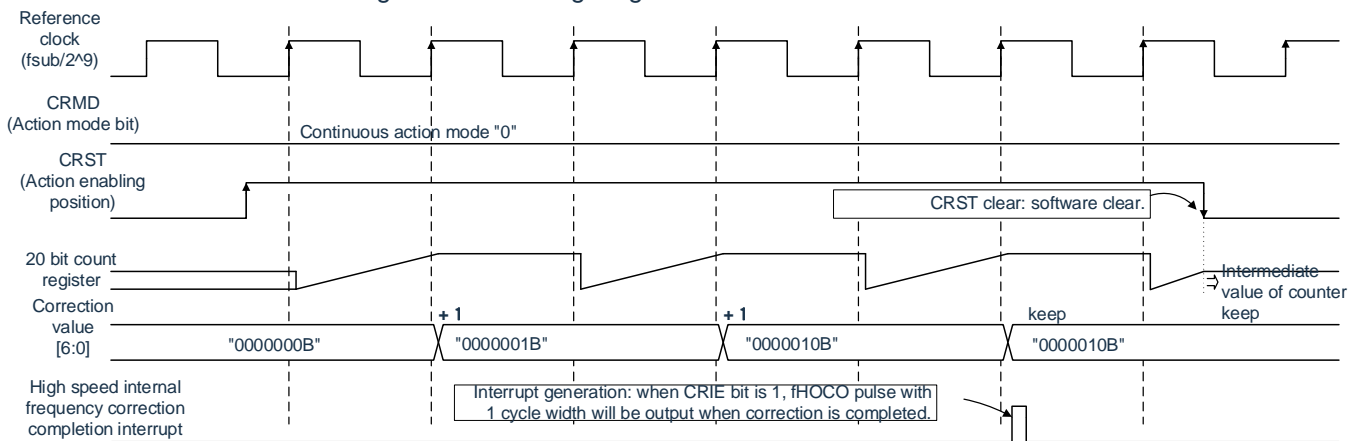 Reference
clock
(fsub/2^9)
CRMD
(Action mode bit)
Continuous action mode "0"
CRST
(Action enabling
position)
CRST clear: software clear.
20 bit count
register
Intermediate
value of counter
keep
Correction
value
[6:0]
+ 1
+ 1
keep
"0000000B"
"0000001B"
"0000010B"
"0000010B"
High speed internal
frequency correction
completion interrupt
Interrupt generation: when CRIE bit is 1, fHOCO pulse with
1 cycle width will be output when correction is completed.